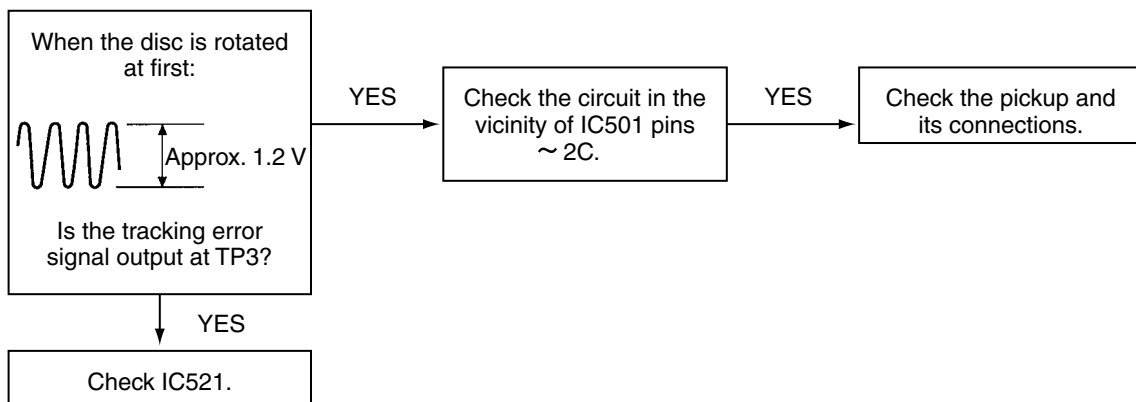 When the disc is rotated
at first:
Approx. 1.2 V
Is the tracking error
signal output at TP3?
YES
Check the circuit in the
vicinity of IC501 pins
~ 2C.
YES
Check the pickup and
its connections.
YES
Check IC521.